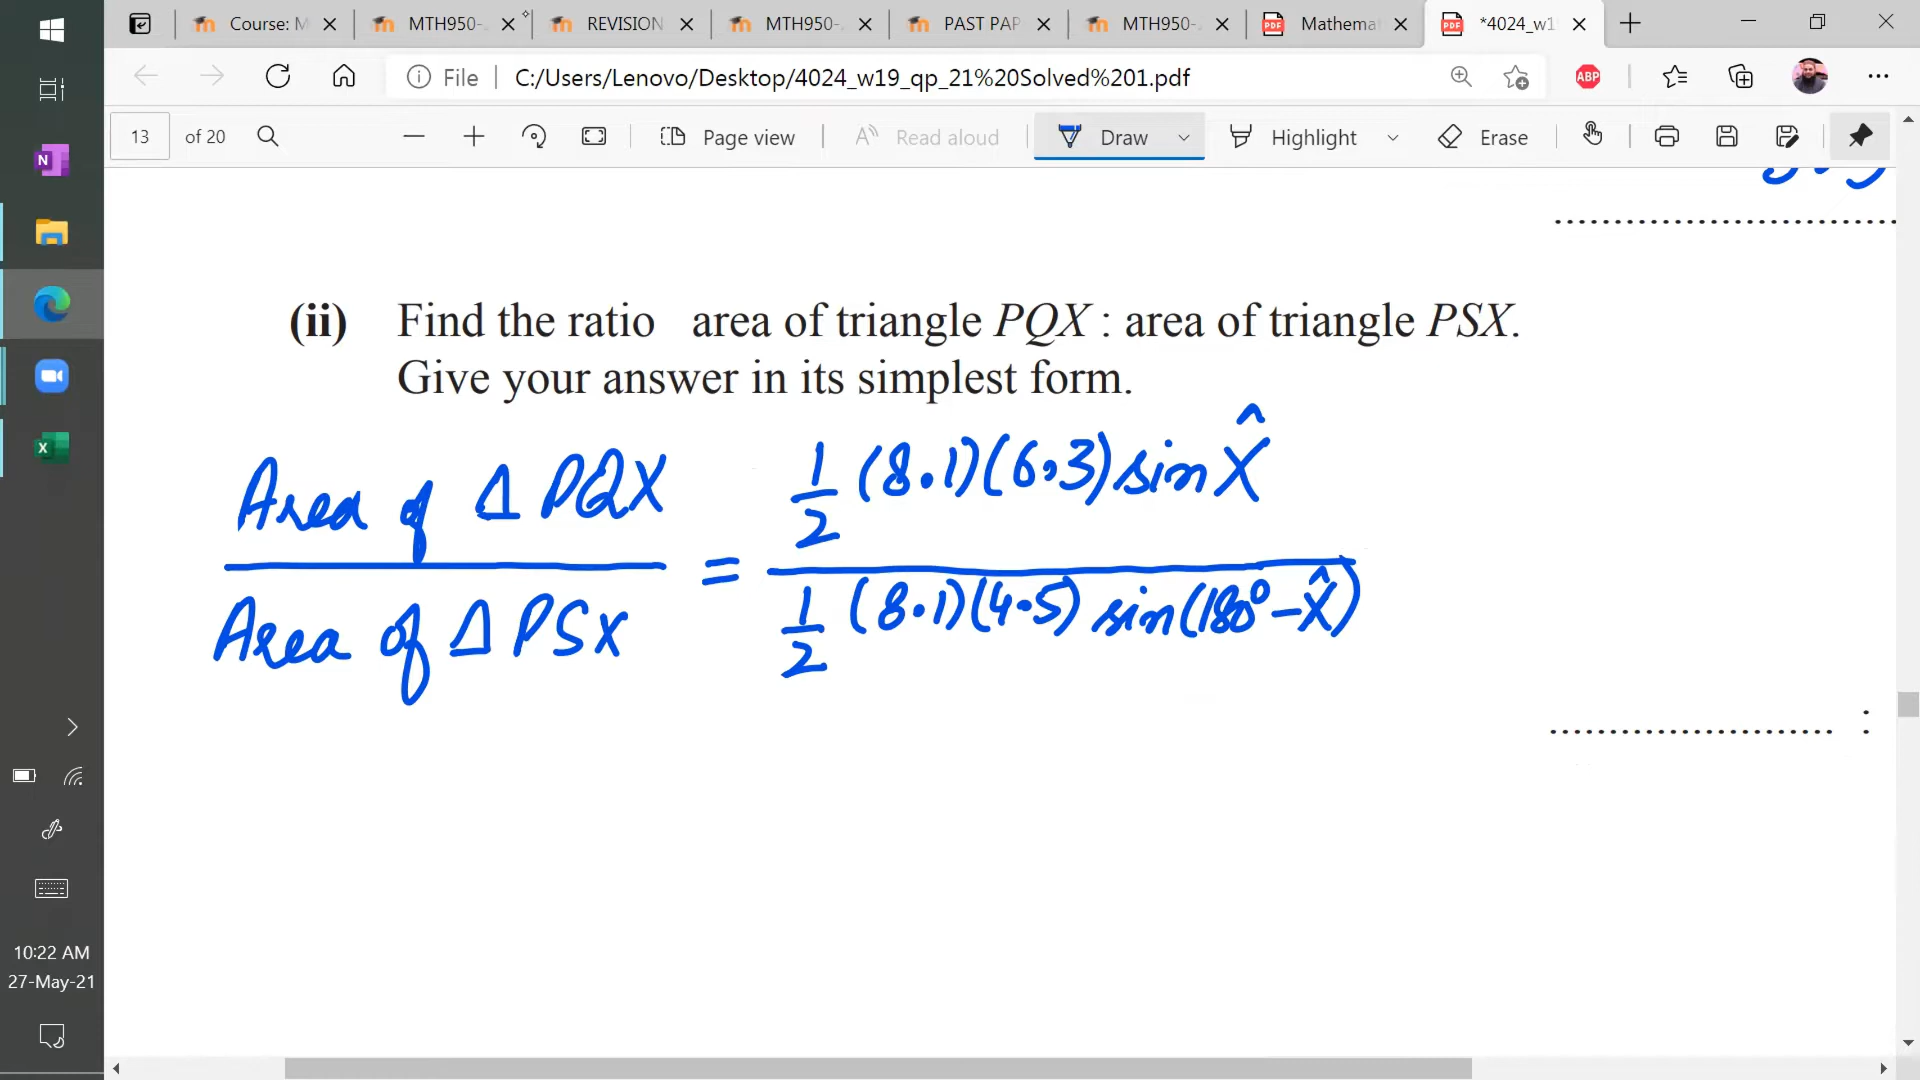 Course: M
MTH950-
REVISION
MTH950-
PAST PAP
MTH950-
Mathema
*4024_w1
File
C:/Users/Lenovo/Desktop/4024_w19_qp_21%20Solved%201.pdf
ABP
13 of 20
Page view
Read aloud
Draw
Highlight
Erase
(ii) Find the ratio area of triangle PQX : area of triangle PSX.
Give your answer in its simplest form.
Area of Δ PQX / Area of Δ PSX = ½ (8.1)(6.3) sin X̂ / ½ (8.1)(4.5) sin(180° − X̂)
........................ :
10:22 AM
27-May-21